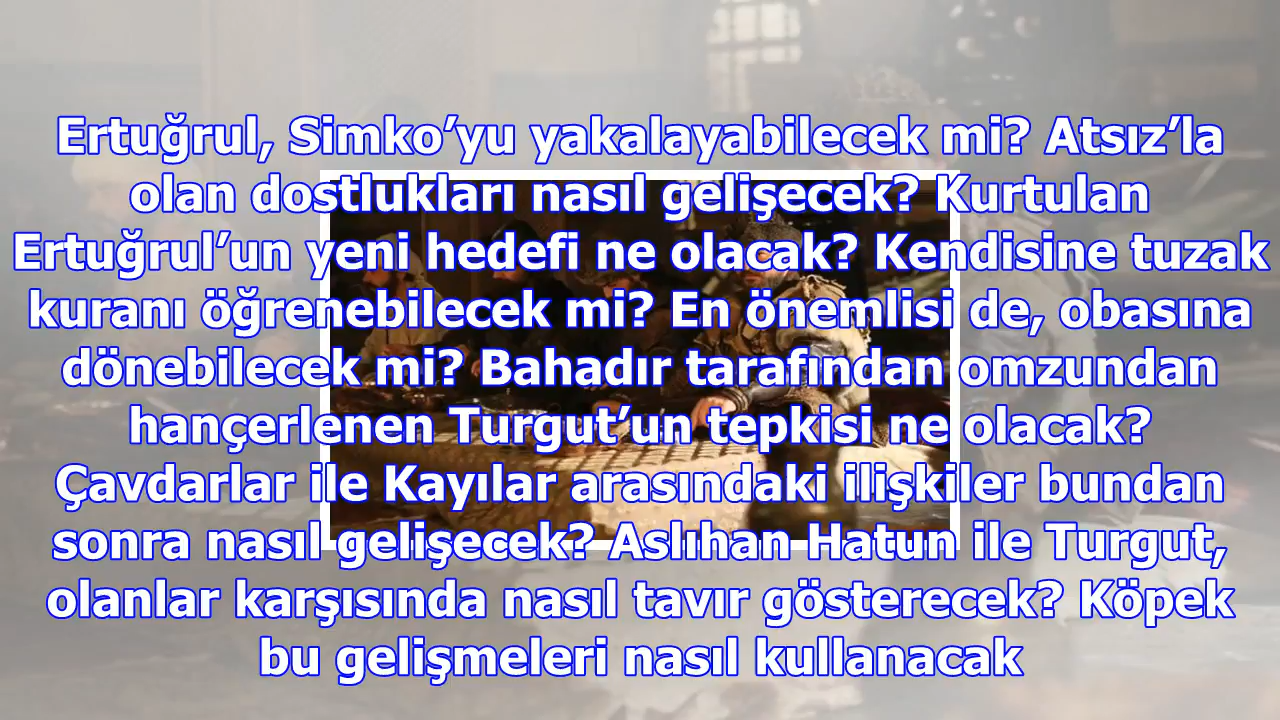 Ertuğrul, Simko’yu yakalayabilecek mi? Atsız’la
olan dostlukları nasıl gelişecek? Kurtulan
Ertuğrul’un yeni hedefi ne olacak? Kendisine tuzak
kuranı öğrenebilecek mi? En önemlisi de, obasına
dönebilecek mi? Bahadır tarafından omzundan
hançerlenen Turgut’un tepkisi ne olacak?
Çavdarlar ile Kayılar arasındaki ilişkiler bundan
sonra nasıl gelişecek? Aslıhan Hatun ile Turgut,
olanlar karşısında nasıl tavır gösterecek? Köpek
bu gelişmeleri nasıl kullanacak